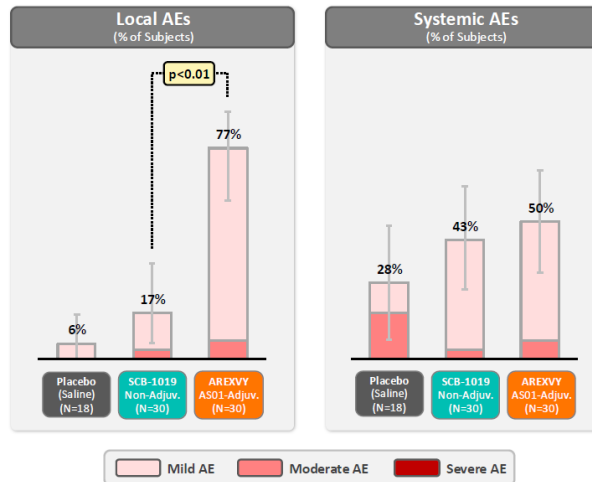 Local AEs
(% of Subjects)
p<0.01
77%
17%
6%
Placebo
(Saline)
(N=18)
SCB-1019
Non-Adjuv.
(N=30)
AREXVY
AS01-Adjuv.
(N=30)
Systemic AEs
(% of Subjects)
50%
43%
28%
Placebo
(Saline)
(N=18)
SCB-1019
Non-Adjuv.
(N=30)
AREXVY
AS01-Adjuv.
(N=30)
Mild AE
Moderate AE
Severe AE